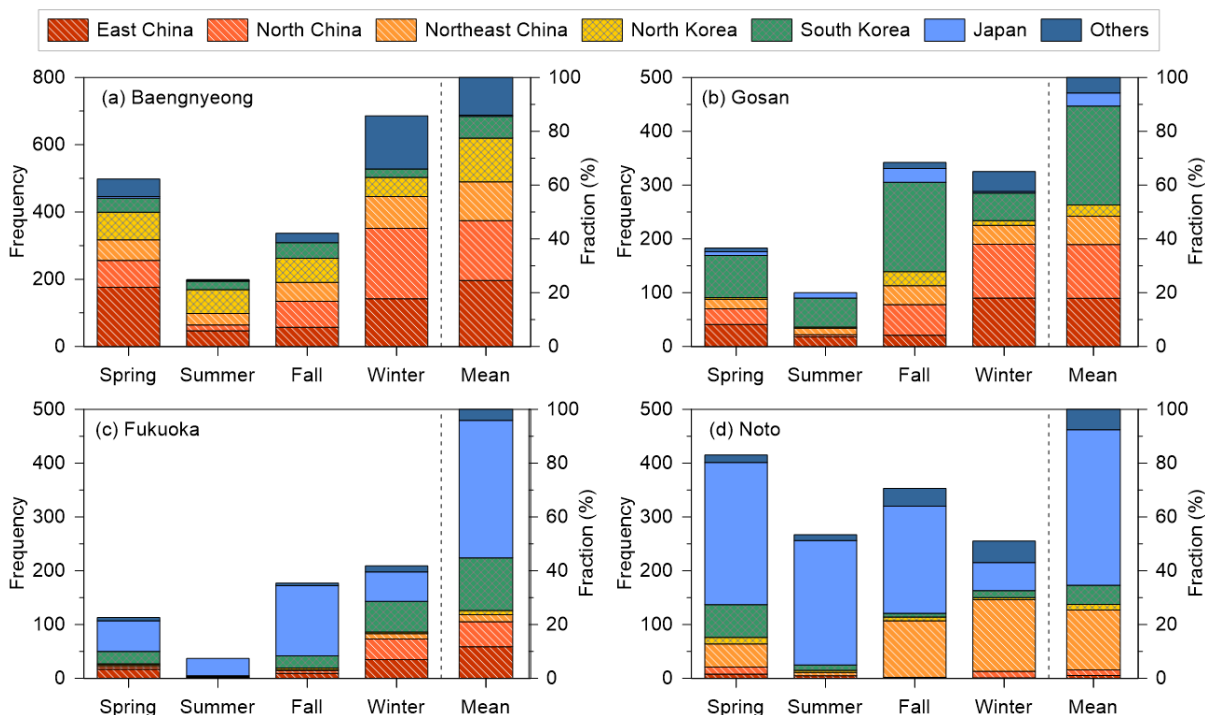 East China North China Northeast China North Korea South Korea Japan Others
(a) Baengnyeong
800
600
400
200
0
Frequency
100
80
60
40
20
0
Fraction (%)
Spring Summer Fall Winter Mean
(b) Gosan
500
400
300
200
100
0
Frequency
100
80
60
40
20
0
Fraction (%)
Spring Summer Fall Winter Mean
(c) Fukuoka
500
400
300
200
100
0
Frequency
100
80
60
40
20
0
Fraction (%)
Spring Summer Fall Winter Mean
(d) Noto
500
400
300
200
100
0
Frequency
100
80
60
40
20
0
Fraction (%)
Spring Summer Fall Winter Mean